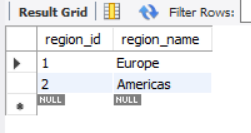 Result Grid Filter Rows:
region_id region_name
1 Europe
2 Americas
NULL NULL